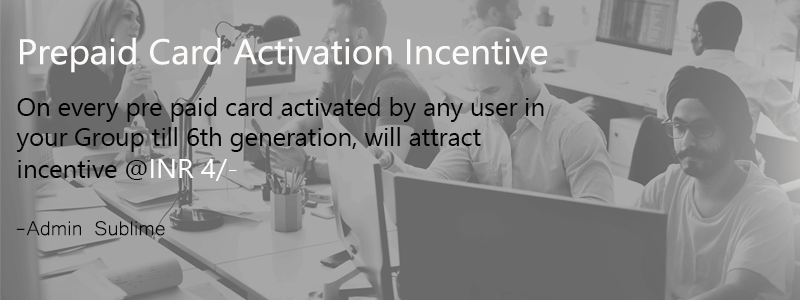 Prepaid Card Activation Incentive
On every pre paid card activated by any user in
your Group till 6th generation, will attract
incentive @INR 4/-
-Admin Sublime